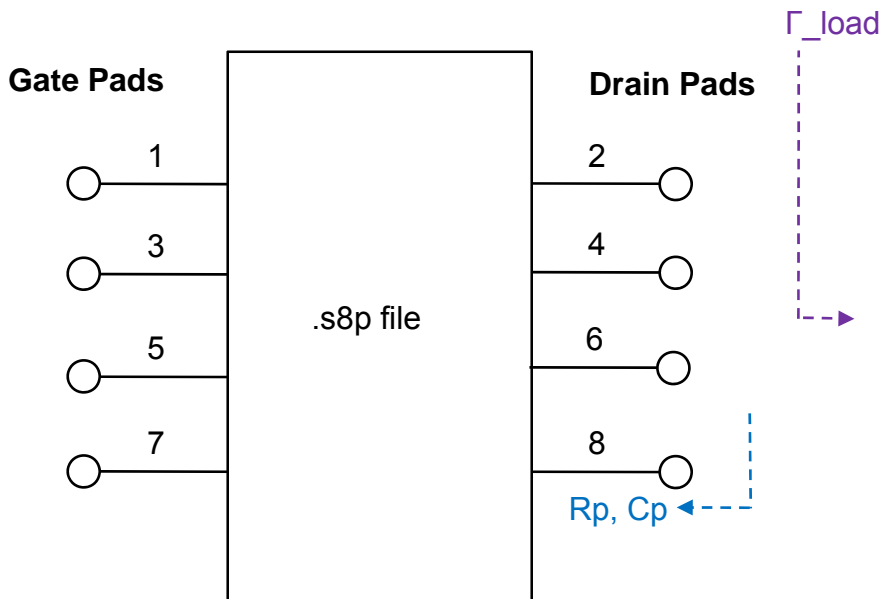 Γ_load
Gate Pads
Drain Pads
1
2
3
4
.s8p file
5
6
7
8
Rp, Cp